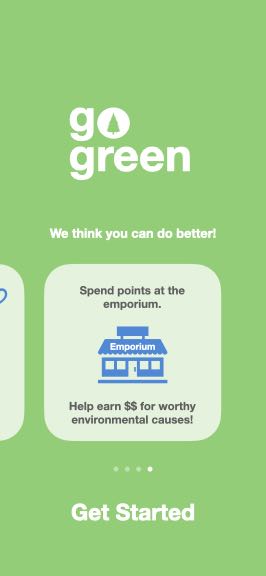 go
green
We think you can do better!
Spend points at the
emporium.
Emporium
Help earn $$ for worthy
environmental causes!
Get Started